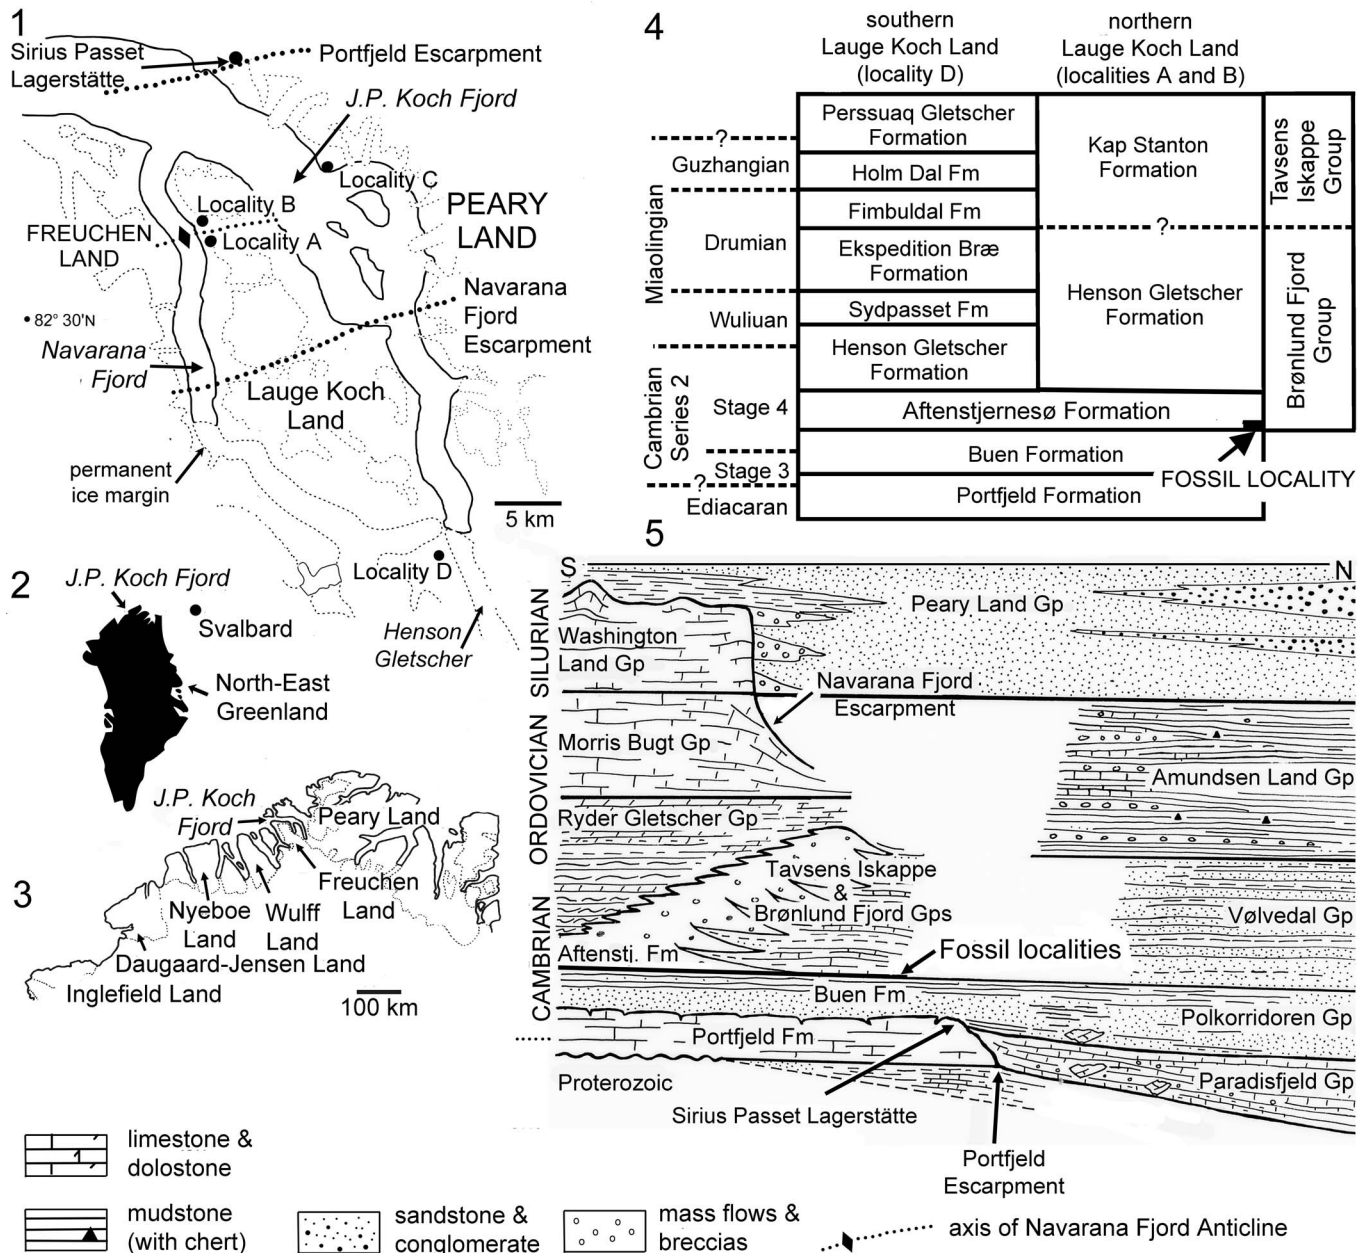 1
Sirius Passet
Lagerstätte
Portfjeld Escarpment
J.P. Koch Fjord
Locality C
Locality B
PEARY
LAND
FREUCHEN
LAND
Locality A
Navarana
Fjord
Escarpment
82° 30'N
Navarana
Fjord
Lauge Koch
Land
permanent
ice margin
5 km
Locality D
Henson
Gletscher
2
J.P. Koch Fjord
Svalbard
North-East
Greenland
3
J.P. Koch
Fjord
Peary Land
Freuchen
Land
Nyeboe
Land
Wulff
Land
Daugaard-Jensen Land
Inglefield Land
100 km
4
southern
Lauge Koch Land
(locality D)
northern
Lauge Koch Land
(localities A and B)
Perssuaq Gletscher
Formation
Kap Stanton
Formation
Tavsens
Iskappe
Group
?
Guzhangian
Holm Dal Fm
Fimbuldal Fm
?
Miaolingian
Drumian
Ekspedition Bræ
Formation
Henson Gletscher
Formation
Brønlund Fjord
Group
Wuliuan
Sydpasset Fm
Henson Gletscher
Formation
Cambrian
Series 2
Stage 4
Aftenstjernesø Formation
Buen Formation
Stage 3
FOSSIL LOCALITY
?
Ediacaran
Portfjeld Formation
5
S
N
SILURIAN
Peary Land Gp
Washington
Land Gp
Navarana Fjord
Escarpment
ORDOVICIAN
Morris Bugt Gp
Amundsen Land Gp
Ryder Gletscher Gp
Tavsens Iskappe
&
Brønlund Fjord Gps
Vølvedal Gp
CAMBRIAN
Aftenstj. Fm
Fossil localities
Buen Fm
Polkorridoren Gp
Portfjeld Fm
Proterozoic
Paradisfjeld Gp
Sirius Passet Lagerstätte
Portfjeld
Escarpment
limestone &
dolostone
mudstone
(with chert)
sandstone &
conglomerate
mass flows &
breccias
axis of Navarana Fjord Anticline